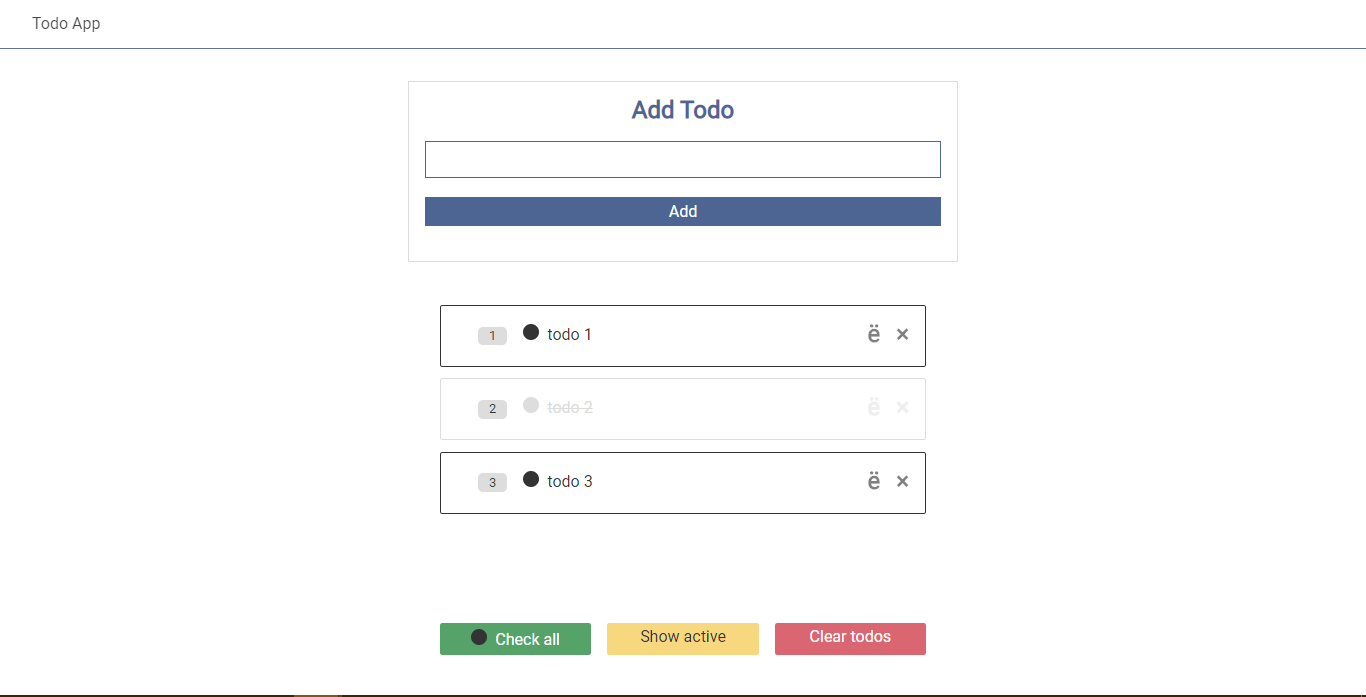 Todo App
Add Todo
Add
1 todo 1 ë ×
2 todo 2 ë ×
3 todo 3 ë ×
Check all Show active Clear todos